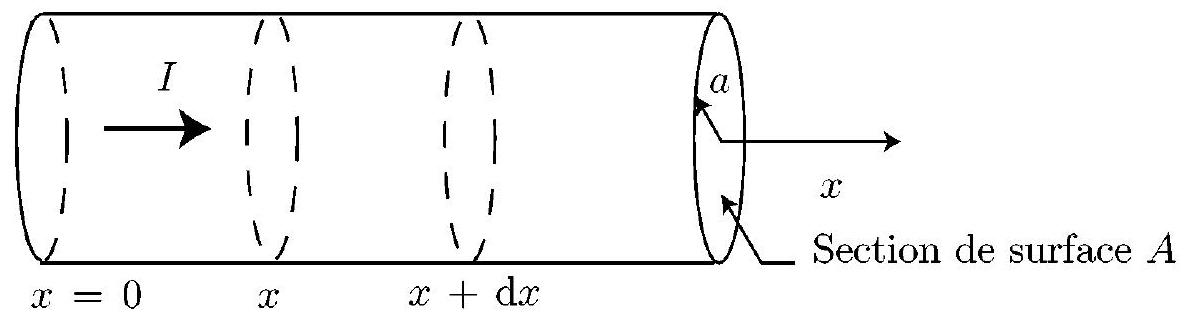 I
a
x
Section de surface A
x = 0
x
x + dx